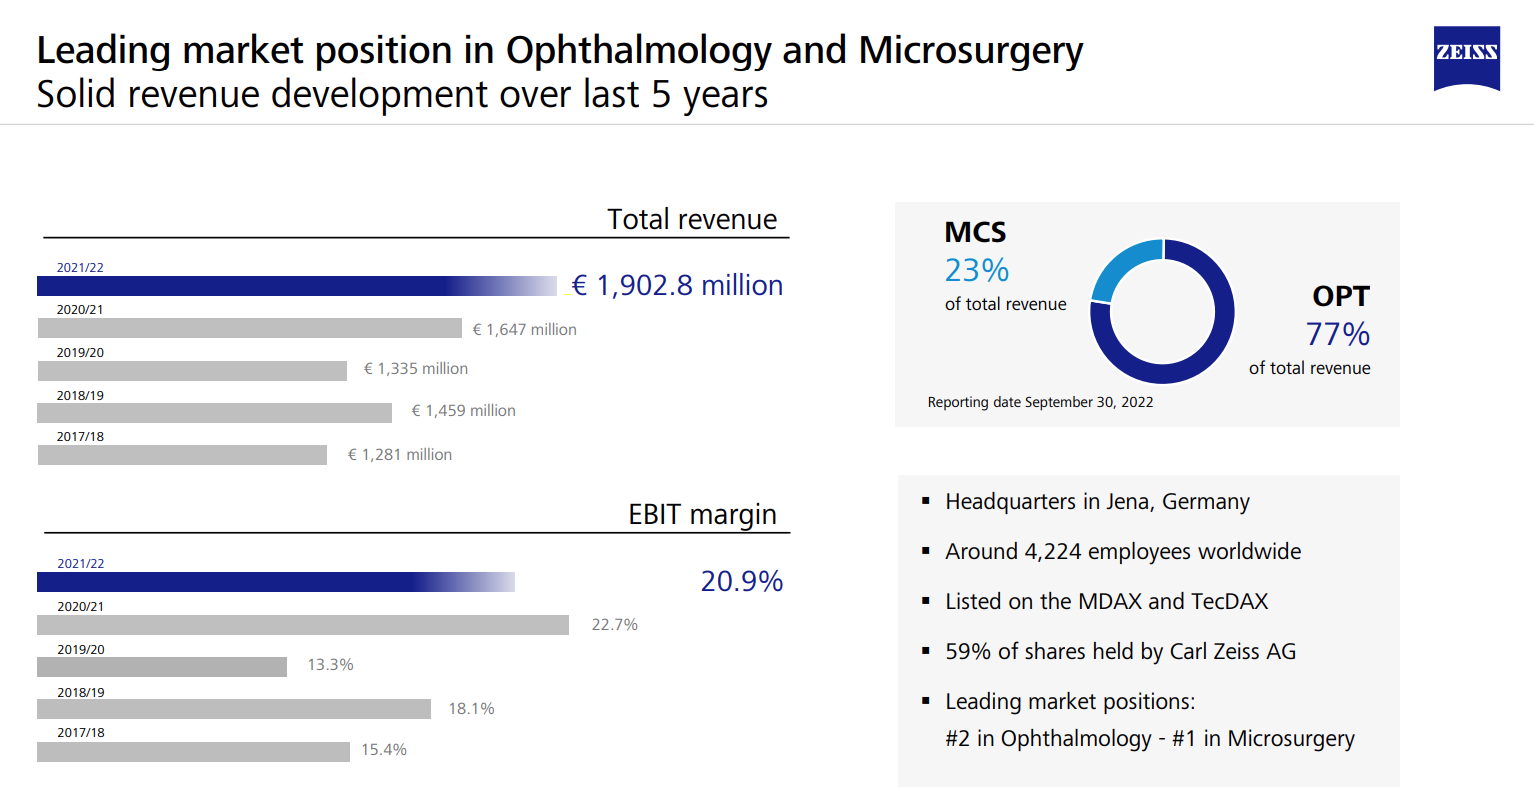 Leading market position in Ophthalmology and Microsurgery
Solid revenue development over last 5 years
ZEISS
Total revenue
2021/22
€ 1,902.8 million
2020/21
€ 1,647 million
2019/20
€ 1,335 million
2018/19
€ 1,459 million
2017/18
€ 1,281 million
EBIT margin
2021/22
20.9%
2020/21
22.7%
2019/20
13.3%
2018/19
18.1%
2017/18
15.4%
MCS
23%
of total revenue
OPT
77%
of total revenue
Reporting date September 30, 2022
▪ Headquarters in Jena, Germany
▪ Around 4,224 employees worldwide
▪ Listed on the MDAX and TecDAX
▪ 59% of shares held by Carl Zeiss AG
▪ Leading market positions:
#2 in Ophthalmology - #1 in Microsurgery